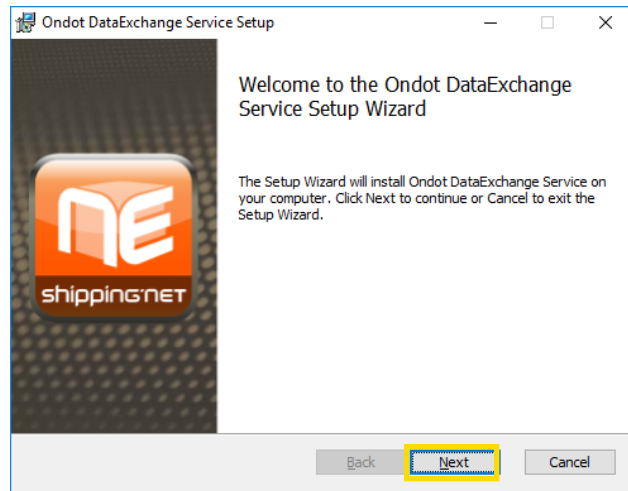 Ondot DataExchange Service Setup
Welcome to the Ondot DataExchange
Service Setup Wizard
The Setup Wizard will install Ondot DataExchange Service on
your computer. Click Next to continue or Cancel to exit the
Setup Wizard.
shipping·net
Back Next Cancel